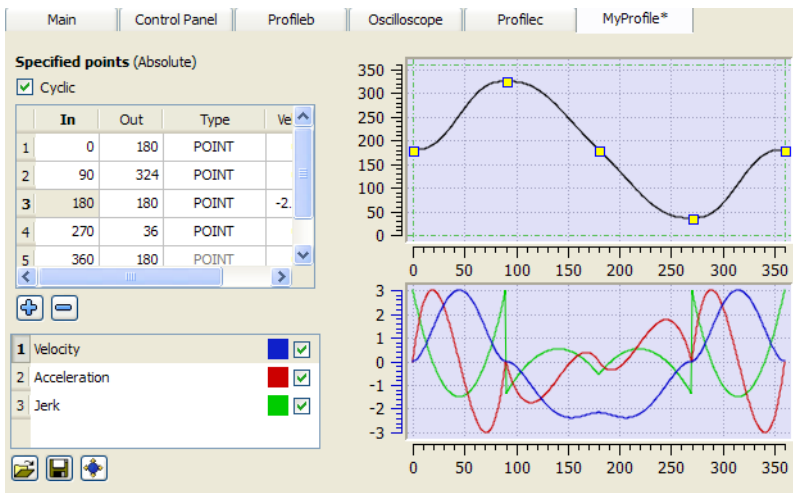 Main Control Panel Profileb Oscilloscope Profilec MyProfile*
Specified points (Absolute)
Cyclic
In Out Type Ve
1 0 180 POINT
2 90 324 POINT
3 180 180 POINT -2.
4 270 36 POINT
5 360 180 POINT
1 Velocity
2 Acceleration
3 Jerk
350
300
250
200
150
100
50
0
0 50 100 150 200 250 300 350
3
2
1
0
-1
-2
-3
0 50 100 150 200 250 300 350